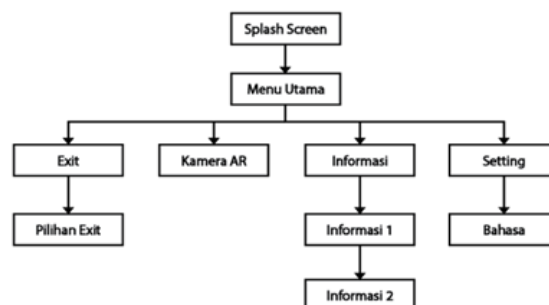 Splash Screen
Menu Utama
Exit
Kamera AR
Informasi
Setting
Pilihan Exit
Informasi 1
Bahasa
Informasi 2